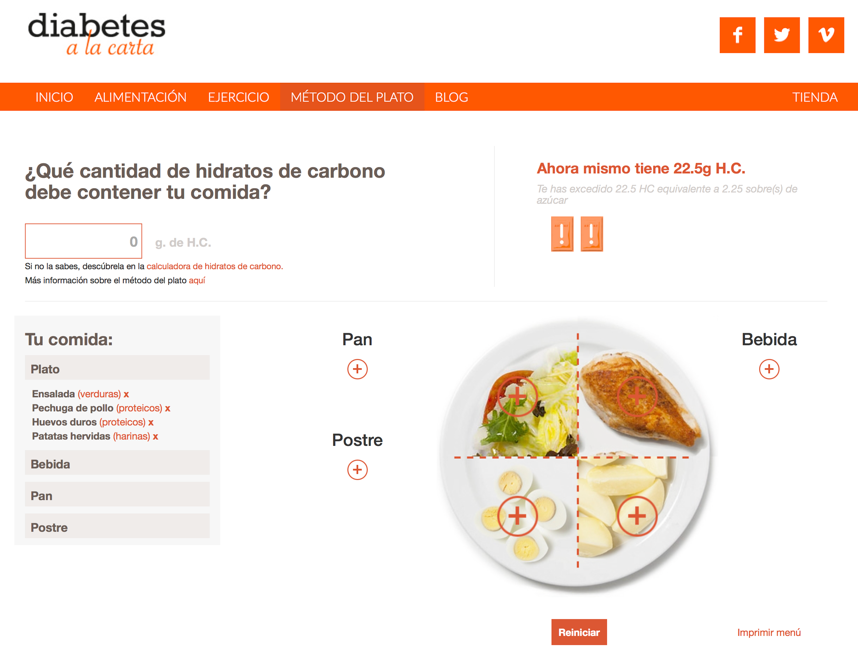 diabetes
a la carta
INICIO ALIMENTACIÓN EJERCICIO MÉTODO DEL PLATO BLOG TIENDA
¿Qué cantidad de hidratos de carbono
debe contener tu comida?
0 g. de H.C.
Si no la sabes, descúbrela en la calculadora de hidratos de carbono.
Más información sobre el método del plato aquí
Ahora mismo tiene 22.5g H.C.
Te has excedido 22.5 HC equivalente a 2.25 sobre(s) de
azúcar
! !
Tu comida:
Plato
Ensalada (verduras) x
Pechuga de pollo (proteicos) x
Huevos duros (proteicos) x
Patatas hervidas (harinas) x
Bebida
Pan
Postre
Pan
Postre
Bebida
Reiniciar
Imprimir menú